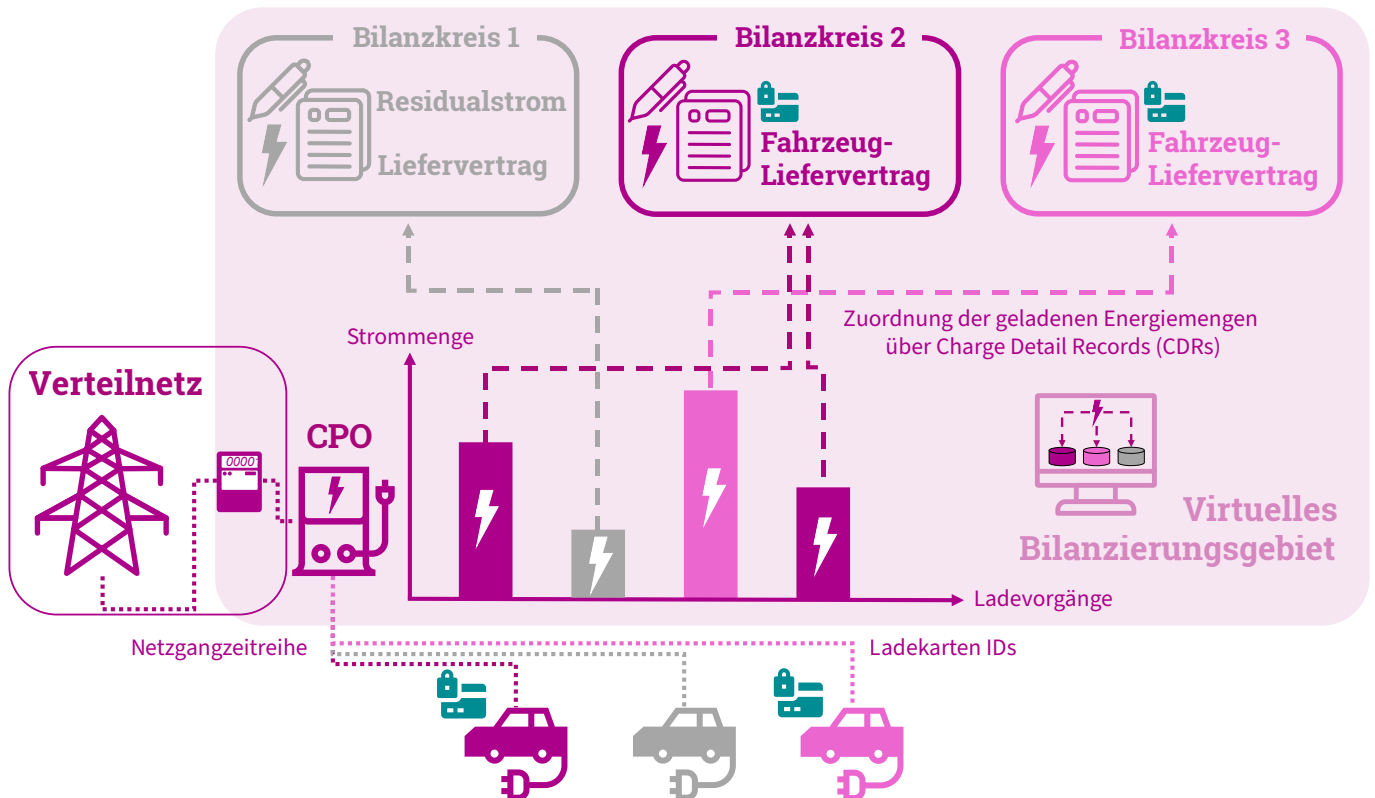 Bilanzkreis 1
Residualstrom
Liefervertrag
Bilanzkreis 2
Fahrzeug-
Liefervertrag
Bilanzkreis 3
Fahrzeug-
Liefervertrag
Zuordnung der geladenen Energiemengen
über Charge Detail Records (CDRs)
Strommenge
Verteilnetz
CPO
00001
Virtuelles
Bilanzierungsgebiet
Ladevorgänge
Netzgangzeitreihe
Ladekarten IDs